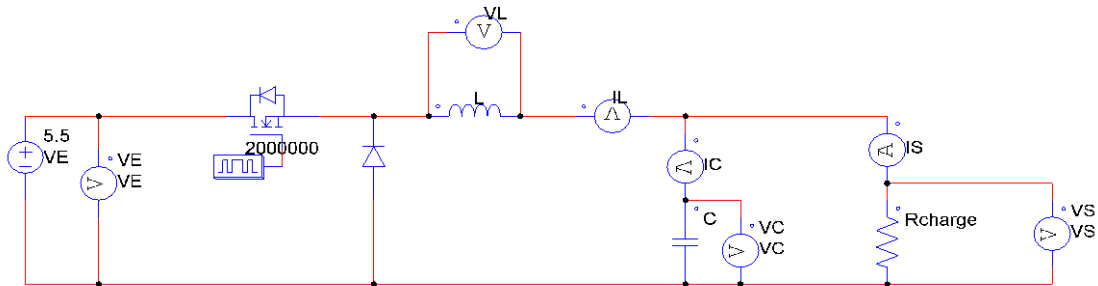 VL
L
IL
5.5
VE
VE
VE
2000000
IC
IS
C
VC
VC
Rcharge
VS
VS